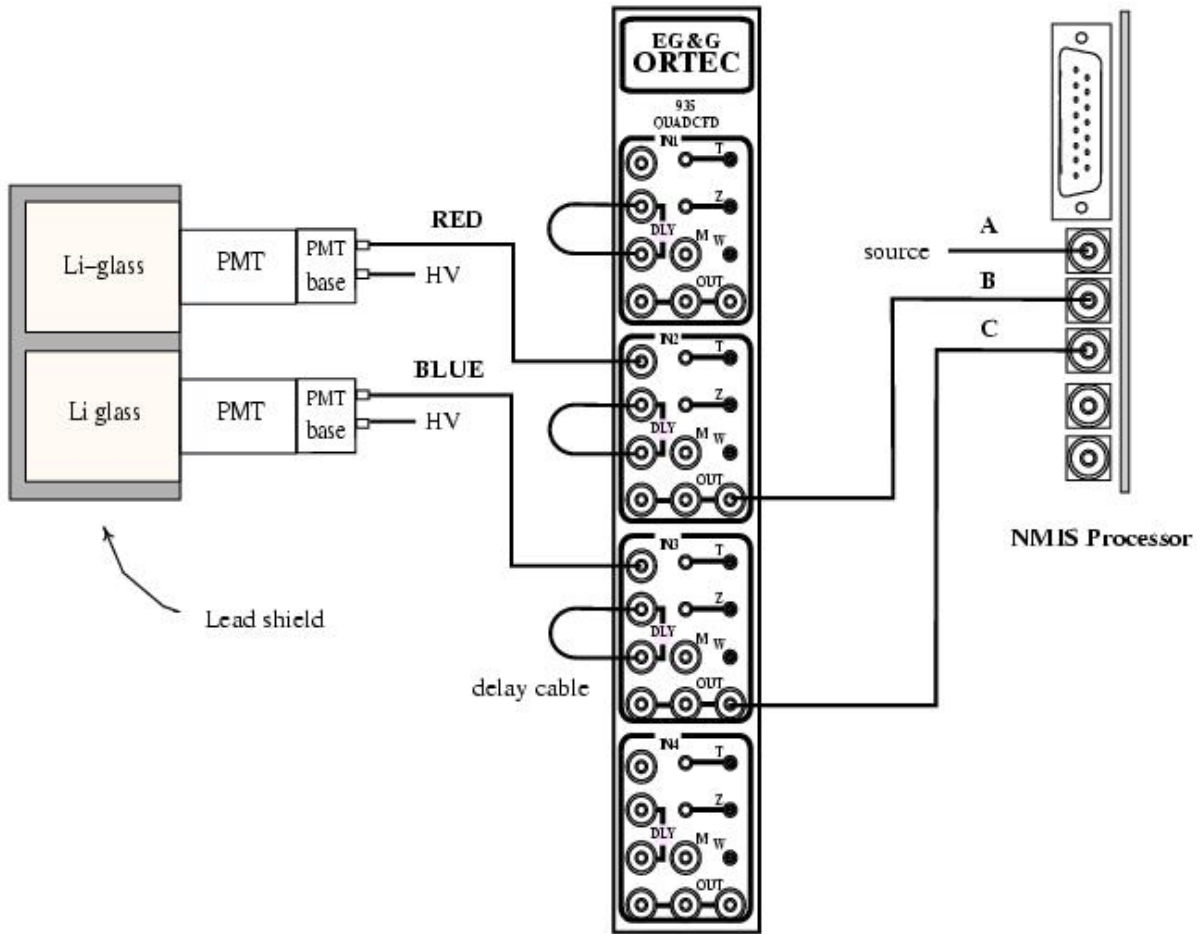 EG&G
ORTEC
935
QUAD CFD
IN1
T
Z
DLY
M
W
OUT
IN2
T
Z
DLY
M
W
OUT
IN3
T
Z
DLY
M
W
OUT
IN4
T
Z
DLY
M
W
OUT
Li-glass
PMT
PMT
base
RED
HV
Li glass
PMT
PMT
base
BLUE
HV
Lead shield
delay cable
source
A
B
C
NMIS Processor